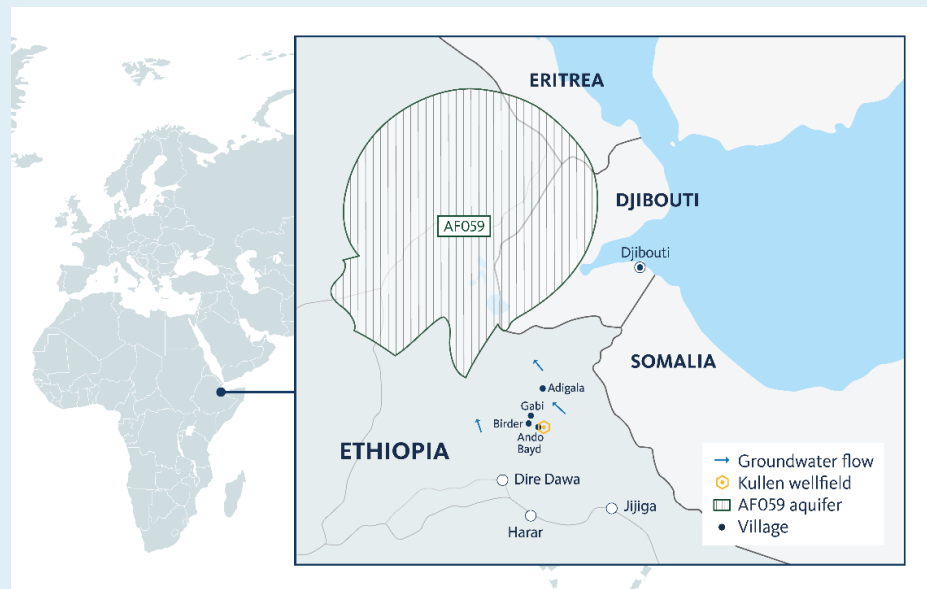 ERITREA
DJIBOUTI
AF059
Djibouti
SOMALIA
Adigala
Gabi
Birder
Ando
Bayd
ETHIOPIA
Dire Dawa
Jijiga
Harar
Groundwater flow
Kullen wellfield
AF059 aquifer
Village